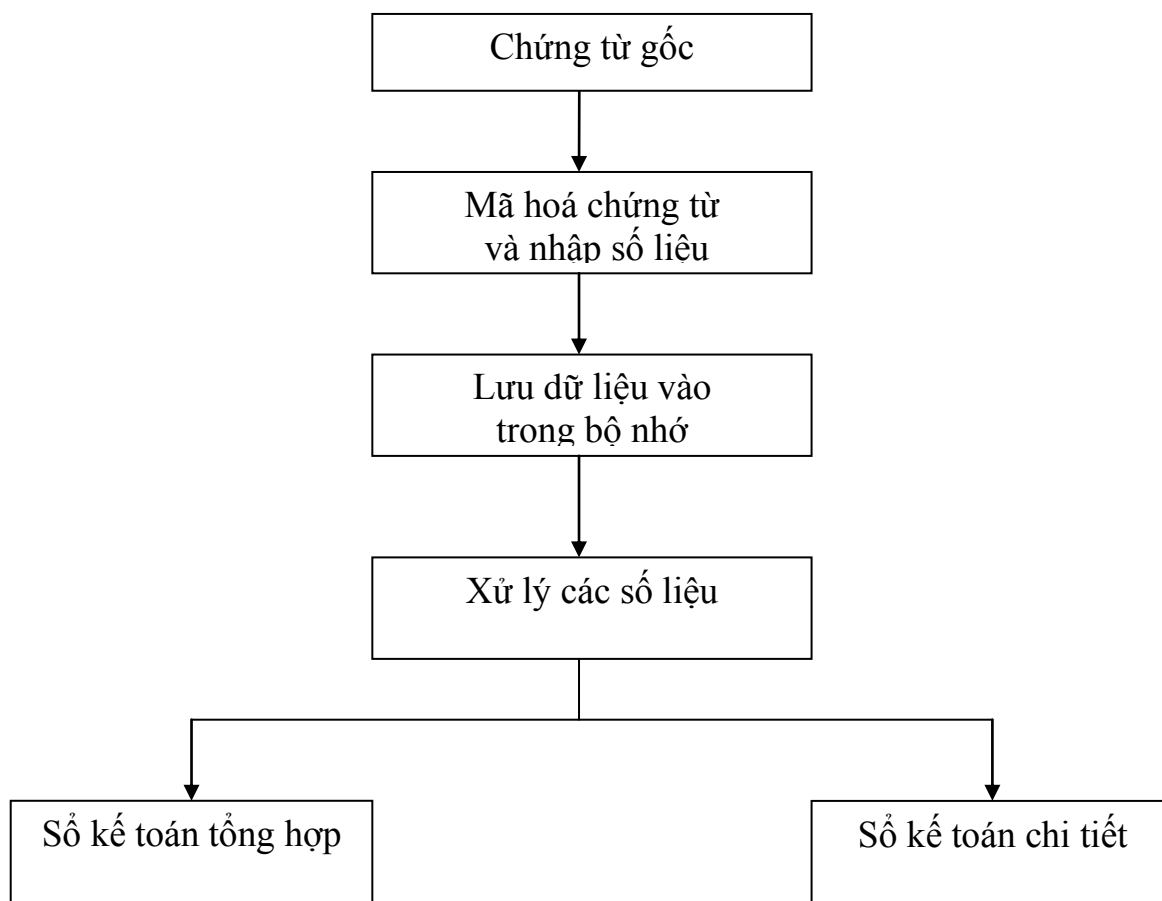 Chứng từ gốc
Mã hoá chứng từ
và nhập số liệu
Lưu dữ liệu vào
trong bộ nhớ
Xử lý các số liệu
Sổ kế toán tổng hợp
Sổ kế toán chi tiết